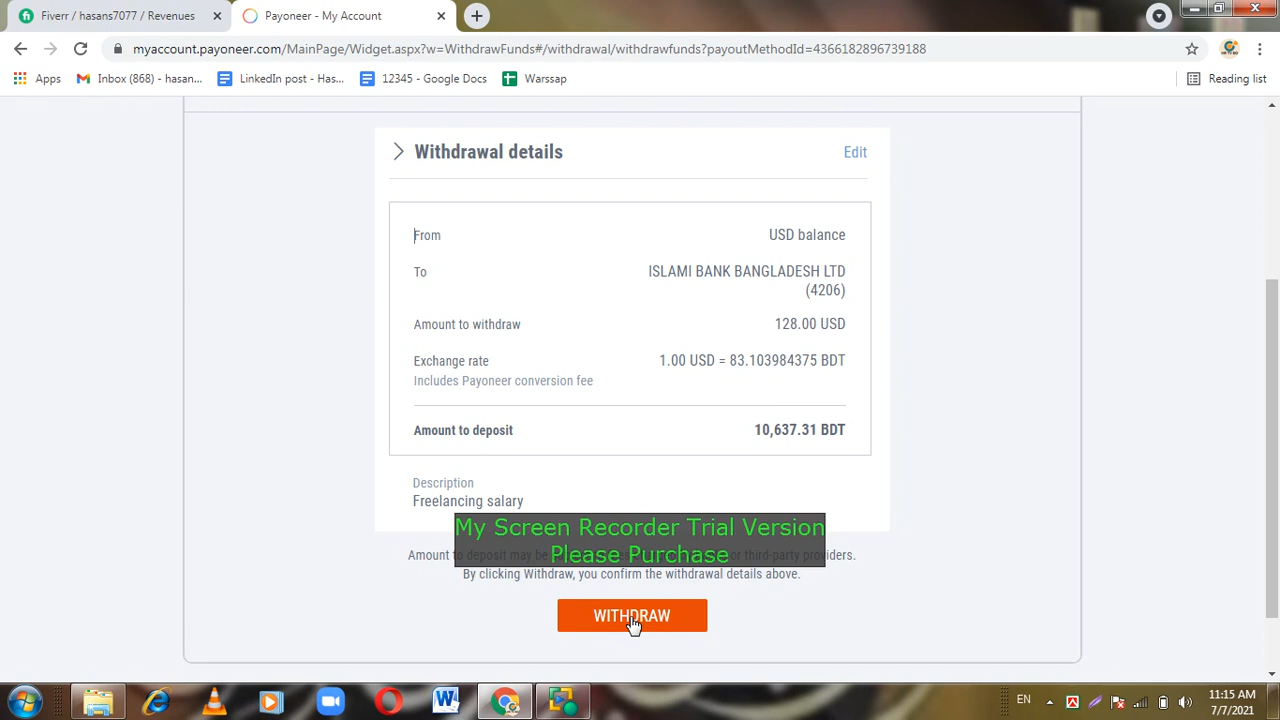 Fiverr / hasans7077 / Revenues
Payoneer - My Account
myaccount.payoneer.com/MainPage/Widget.aspx?w=WithdrawFunds#/withdrawal/withdrawfunds?payoutMethodId=4366182896739188
Apps
Inbox (868) - hasan...
LinkedIn post - Has...
12345 - Google Docs
Warssap
Reading list
Withdrawal details
Edit
From
USD balance
To
ISLAMI BANK BANGLADESH LTD
(4206)
Amount to withdraw
128.00 USD
Exchange rate
1.00 USD = 83.103984375 BDT
Includes Payoneer conversion fee
Amount to deposit
10,637.31 BDT
Description
Freelancing salary
My Screen Recorder Trial Version
Please Purchase
Amount to deposit may be or third-party providers.
By clicking Withdraw, you confirm the withdrawal details above.
WITHDRAW
EN
11:15 AM
7/7/2021